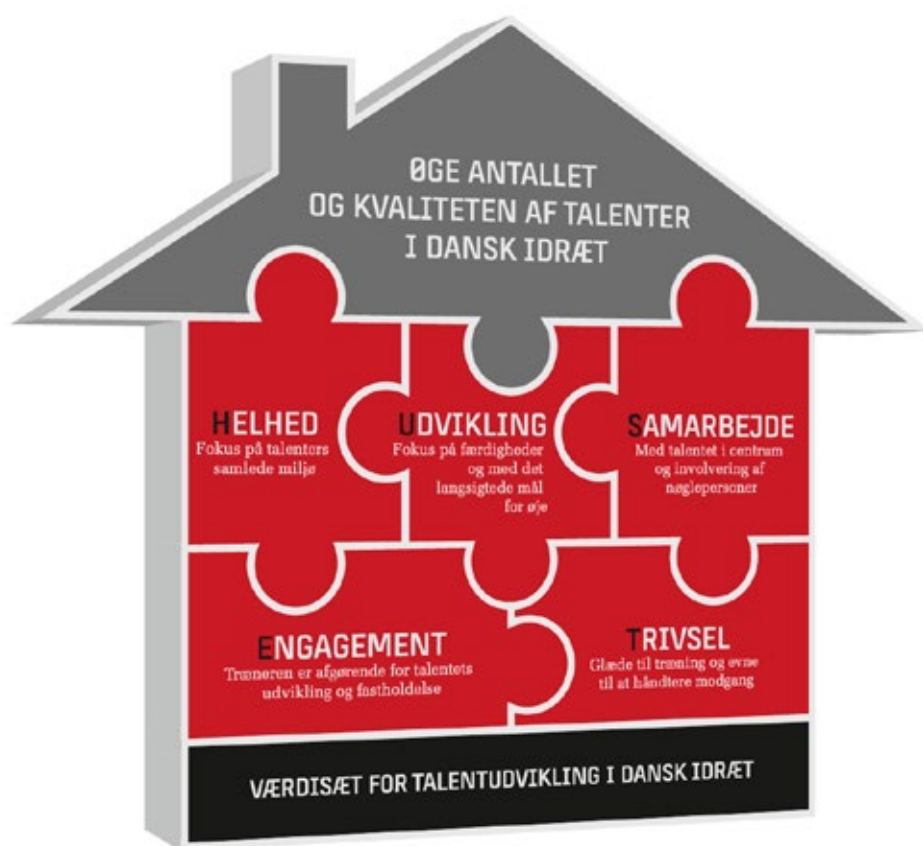 ØGE ANTALLET
OG KVALITETEN AF TALENTER
I DANSK IDRÆT
HELHED
Fokus på talenters
samlede miljø
UDVIKLING
Fokus på færdigheder
og med det
langsigtede mål
for øje
SAMARBEJDE
Med talentet i centrum
og involvering af
nøglepersoner
ENGAGEMENT
Træneren er afgørende for talentets
udvikling og fastholdelse
TRIVSEL
Glæde til træning og evne
til at håndtere modgang
VÆRDISÆT FOR TALENTUDVIKLING I DANSK IDRÆT